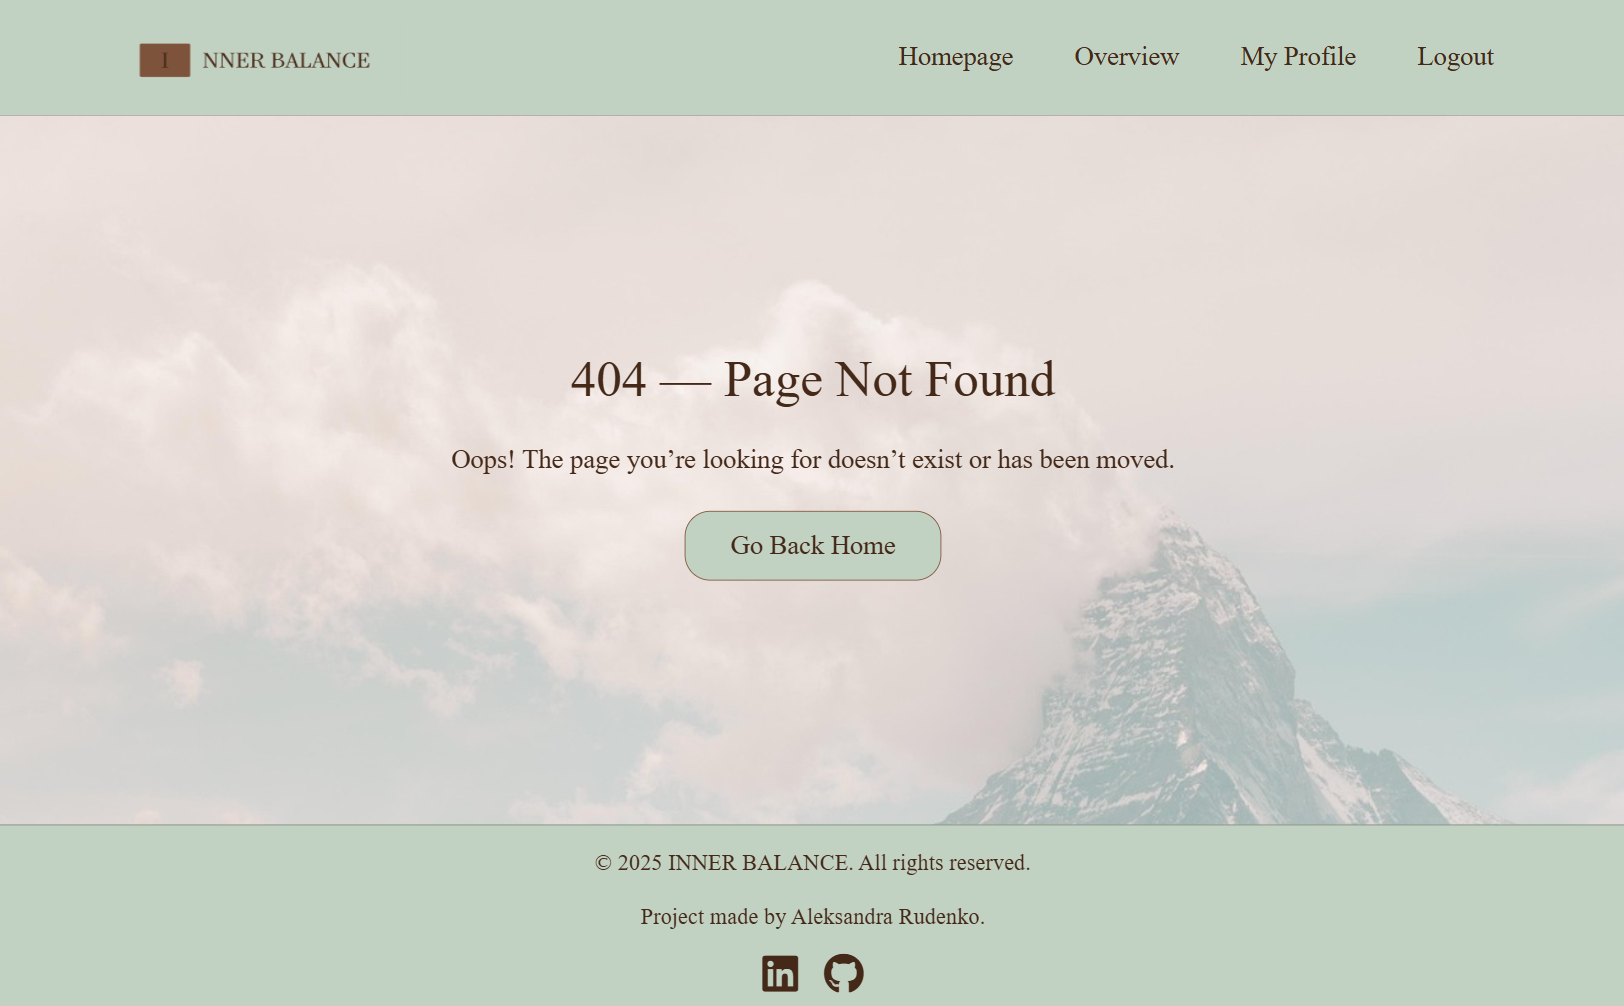 I NNER BALANCE
Homepage Overview My Profile Logout
404 — Page Not Found
Oops! The page you’re looking for doesn’t exist or has been moved.
Go Back Home
© 2025 INNER BALANCE. All rights reserved.
Project made by Aleksandra Rudenko.
in